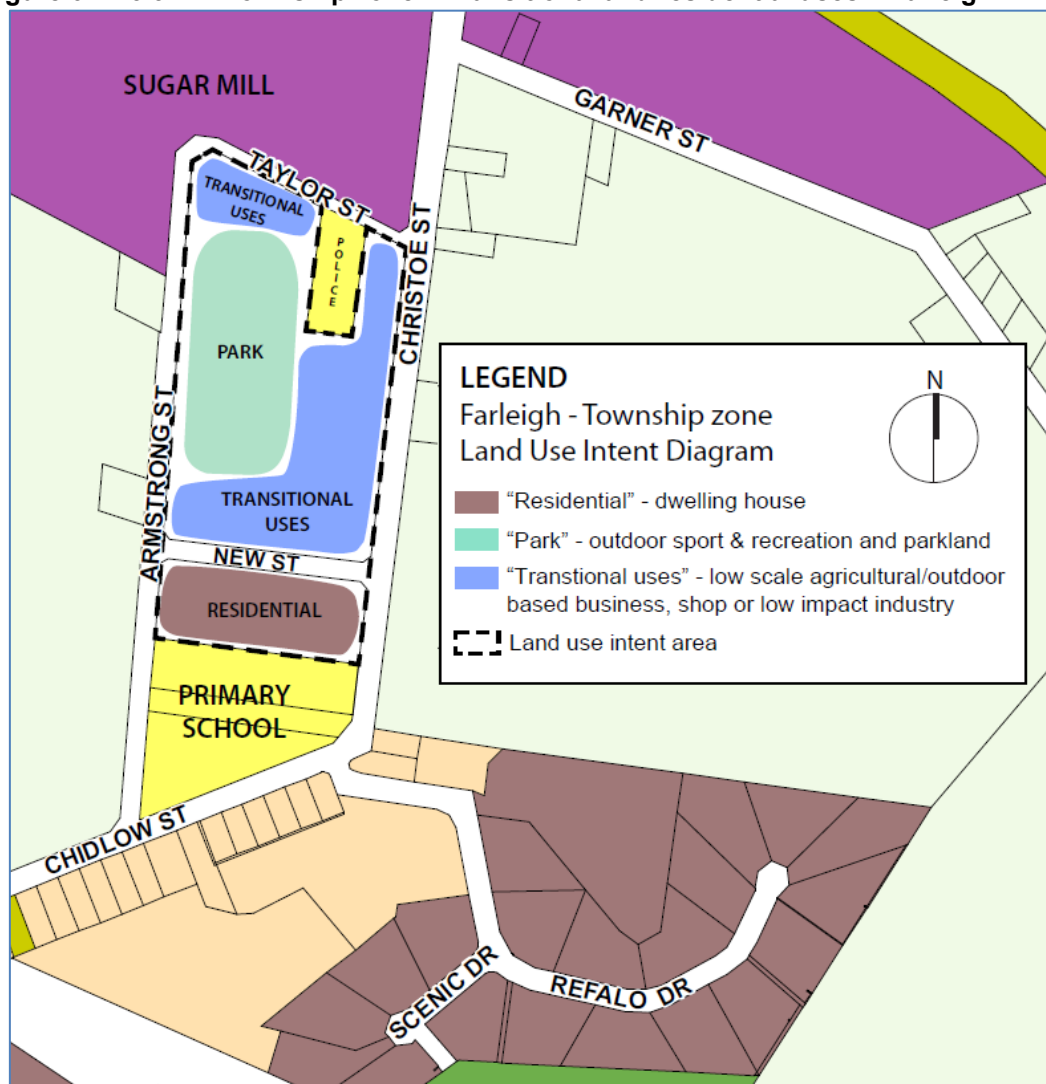 SUGAR MILL
GARNER ST
TAYLOR ST
TRANSITIONAL
USES
POLICE
CHRISTOE ST
PARK
ARMSTRONG ST
TRANSITIONAL
USES
NEW ST
RESIDENTIAL
PRIMARY
SCHOOL
CHIDLOW ST
SCENIC DR
REFALO DR
LEGEND
Farleigh - Township zone
Land Use Intent Diagram
N
“Residential” - dwelling house
“Park” - outdoor sport & recreation and parkland
“Transtional uses” - low scale agricultural/outdoor
based business, shop or low impact industry
Land use intent area